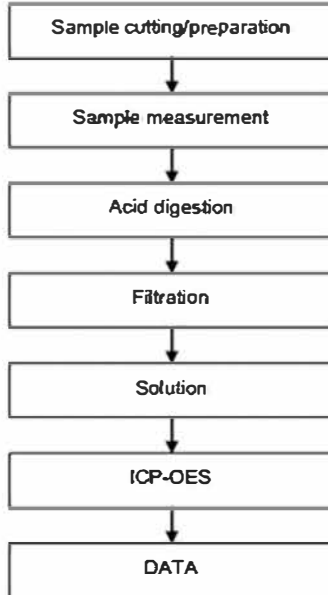 Sample cutting/preparation
Sample measurement
Acid digestion
Filtration
Solution
ICP-OES
DATA